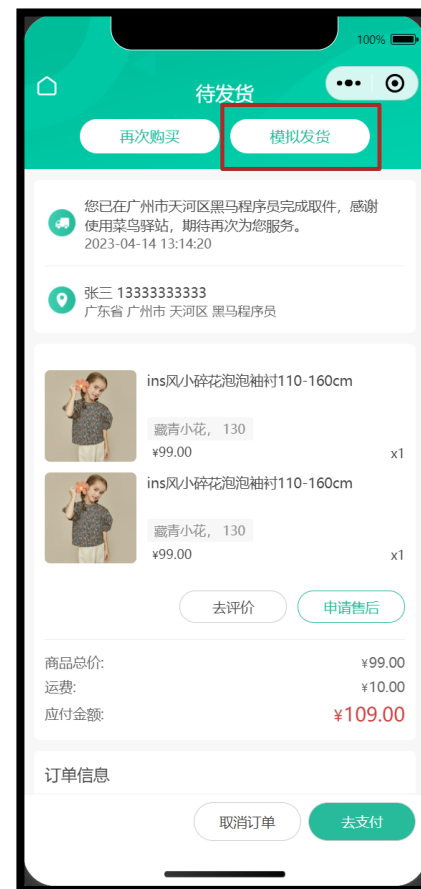 100%
待发货
再次购买
模拟发货
您已在广州市天河区黑马程序员完成取件，感谢
使用菜鸟驿站，期待再次为您服务。
2023-04-14 13:14:20
张三 13333333333
广东省 广州市 天河区 黑马程序员
ins风小碎花泡泡袖衬110-160cm
藏青小花， 130
¥99.00 x1
ins风小碎花泡泡袖衬110-160cm
藏青小花， 130
¥99.00 x1
去评价 申请售后
商品总价: ¥99.00
运费: ¥10.00
应付金额: ¥109.00
订单信息
取消订单 去支付